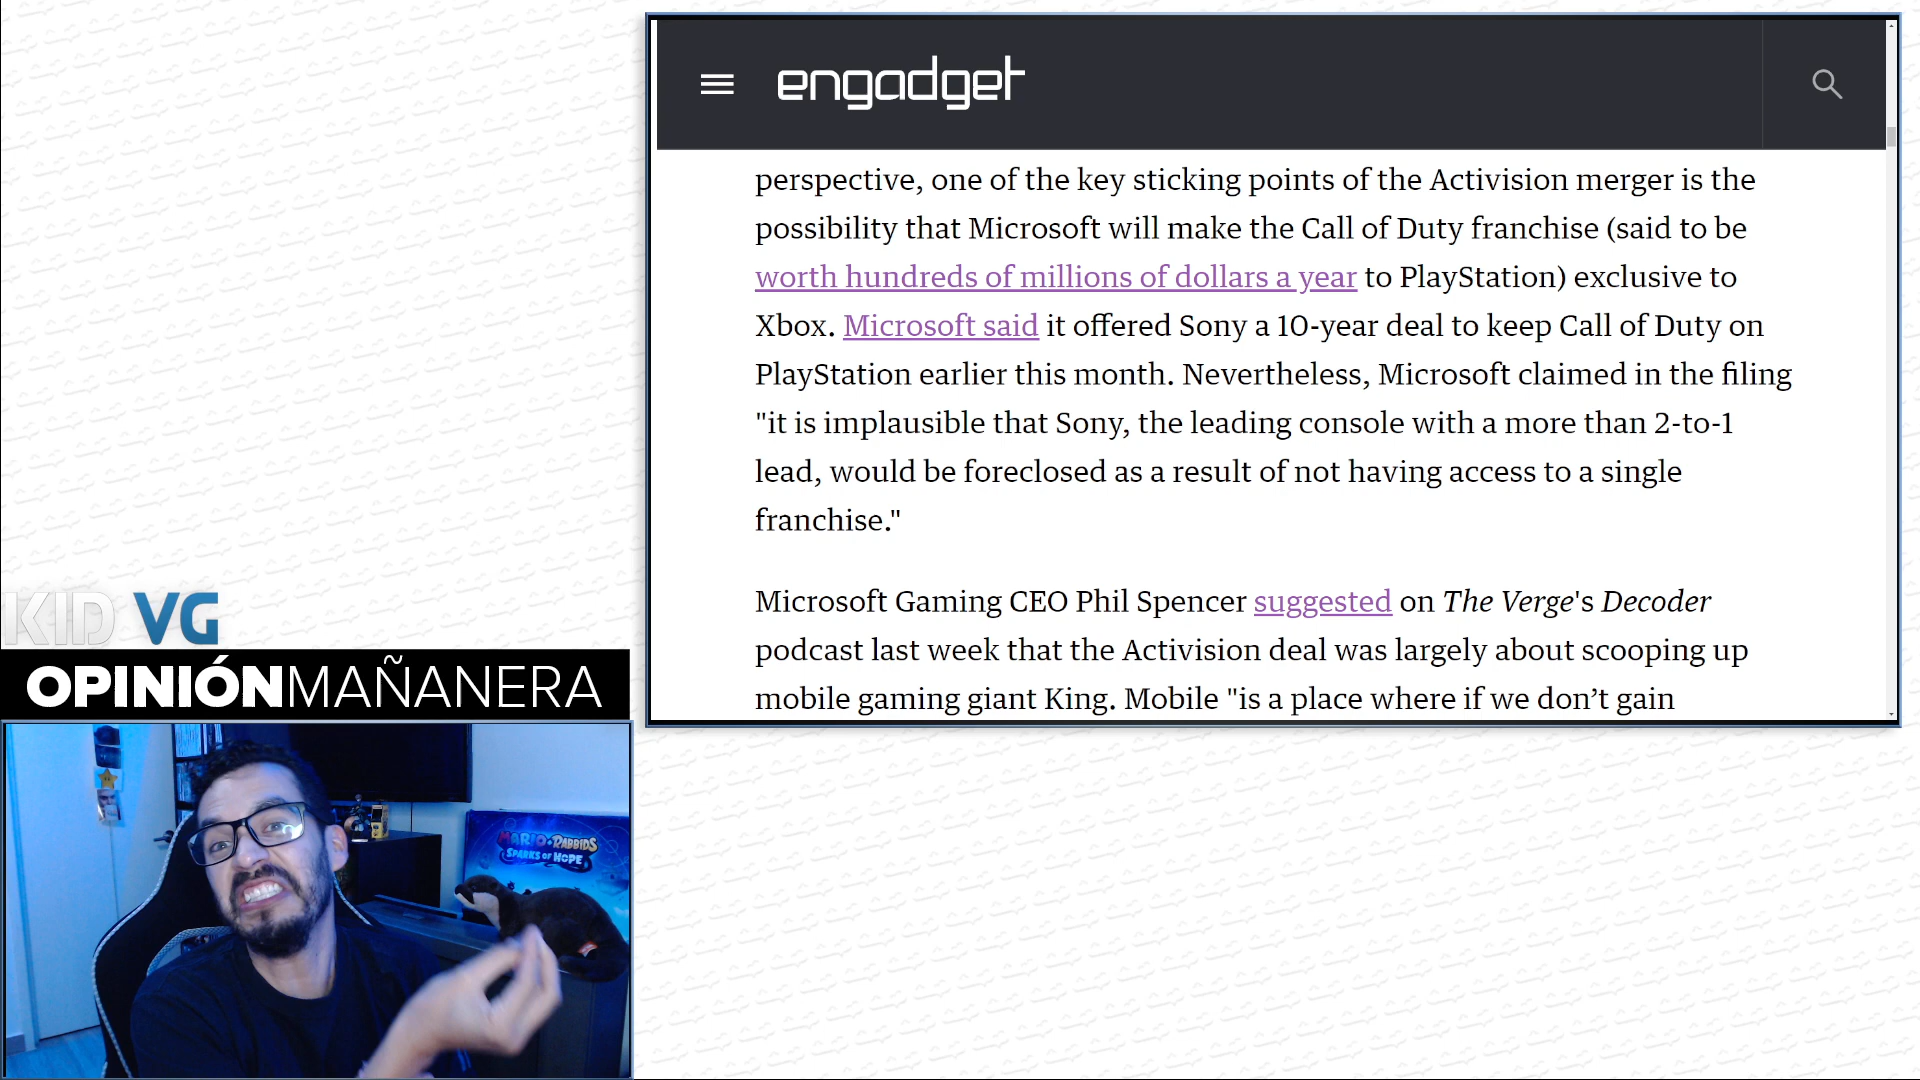 engadget
perspective, one of the key sticking points of the Activision merger is the
possibility that Microsoft will make the Call of Duty franchise (said to be
worth hundreds of millions of dollars a year to PlayStation) exclusive to
Xbox. Microsoft said it offered Sony a 10-year deal to keep Call of Duty on
PlayStation earlier this month. Nevertheless, Microsoft claimed in the filing
"it is implausible that Sony, the leading console with a more than 2-to-1
lead, would be foreclosed as a result of not having access to a single
franchise."
Microsoft Gaming CEO Phil Spencer suggested on The Verge's Decoder
podcast last week that the Activision deal was largely about scooping up
mobile gaming giant King. Mobile "is a place where if we don’t gain
KID VG
OPINIÓNMAÑANERA
MARIO+RABBIDS
SPARKS OF HOPE